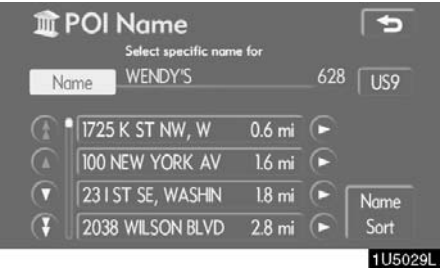 POI Name
Select specific name for
Name WENDY'S 628 US9
1725 K ST NW, W 0.6 mi
100 NEW YORK AV 1.6 mi
23 I ST SE, WASHIN 1.8 mi
2038 WILSON BLVD 2.8 mi
Name
Sort
1U5029L